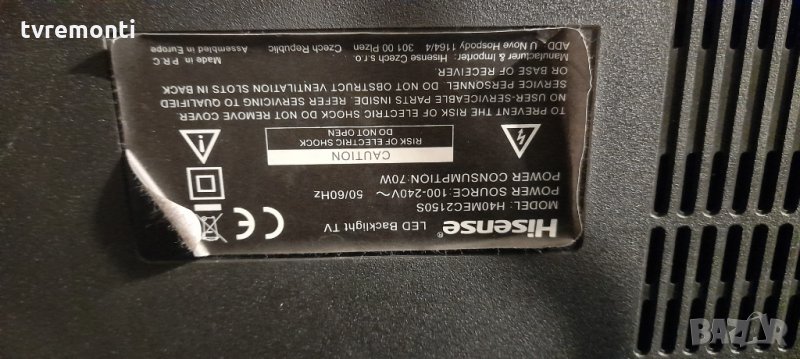 tvremonti
Hisense® LED Backlight TV
MODEL: H40MEC2150S
POWER SOURCE:100-240V~ 50/60Hz
POWER CONSUMPTION 70W
CAUTION
RISK OF ELECTRIC SHOCK
DO NOT OPEN
TO PREVENT THE RISK OF ELECTRIC SHOCK DO NOT REMOVE COVER.
NO USER-SERVICEABLE PARTS INSIDE. REFER SERVICING TO QUALIFIED
SERVICE PERSONNEL. DO NOT OBSTRUCT VENTILATION SLOTS IN BACK
OR BASE OF RECEIVER
Manufacturer & Importer: Hisense Czech s.r.o.
ADD.: U Nove Hospody 1164/4 301 00 Plzen Czech Republic
Made in P R C
Assembled in Europe
CE
BAZAR